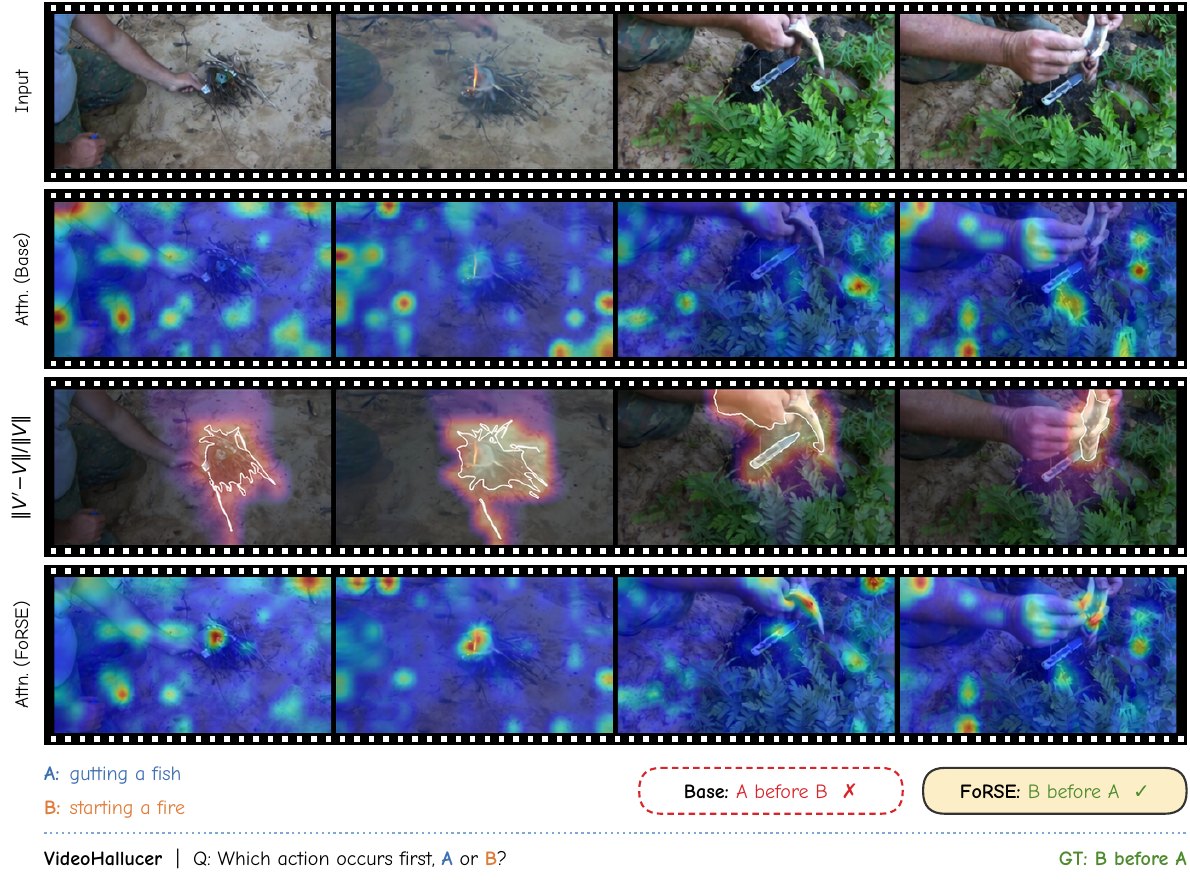 Input
Attn. (Base)
‖V′ − V‖/‖V‖
Attn. (FoRSE)
A: gutting a fish
B: starting a fire
Base: A before B ✗
FoRSE: B before A ✓
VideoHallucer | Q: Which action occurs first, A or B?
GT: B before A